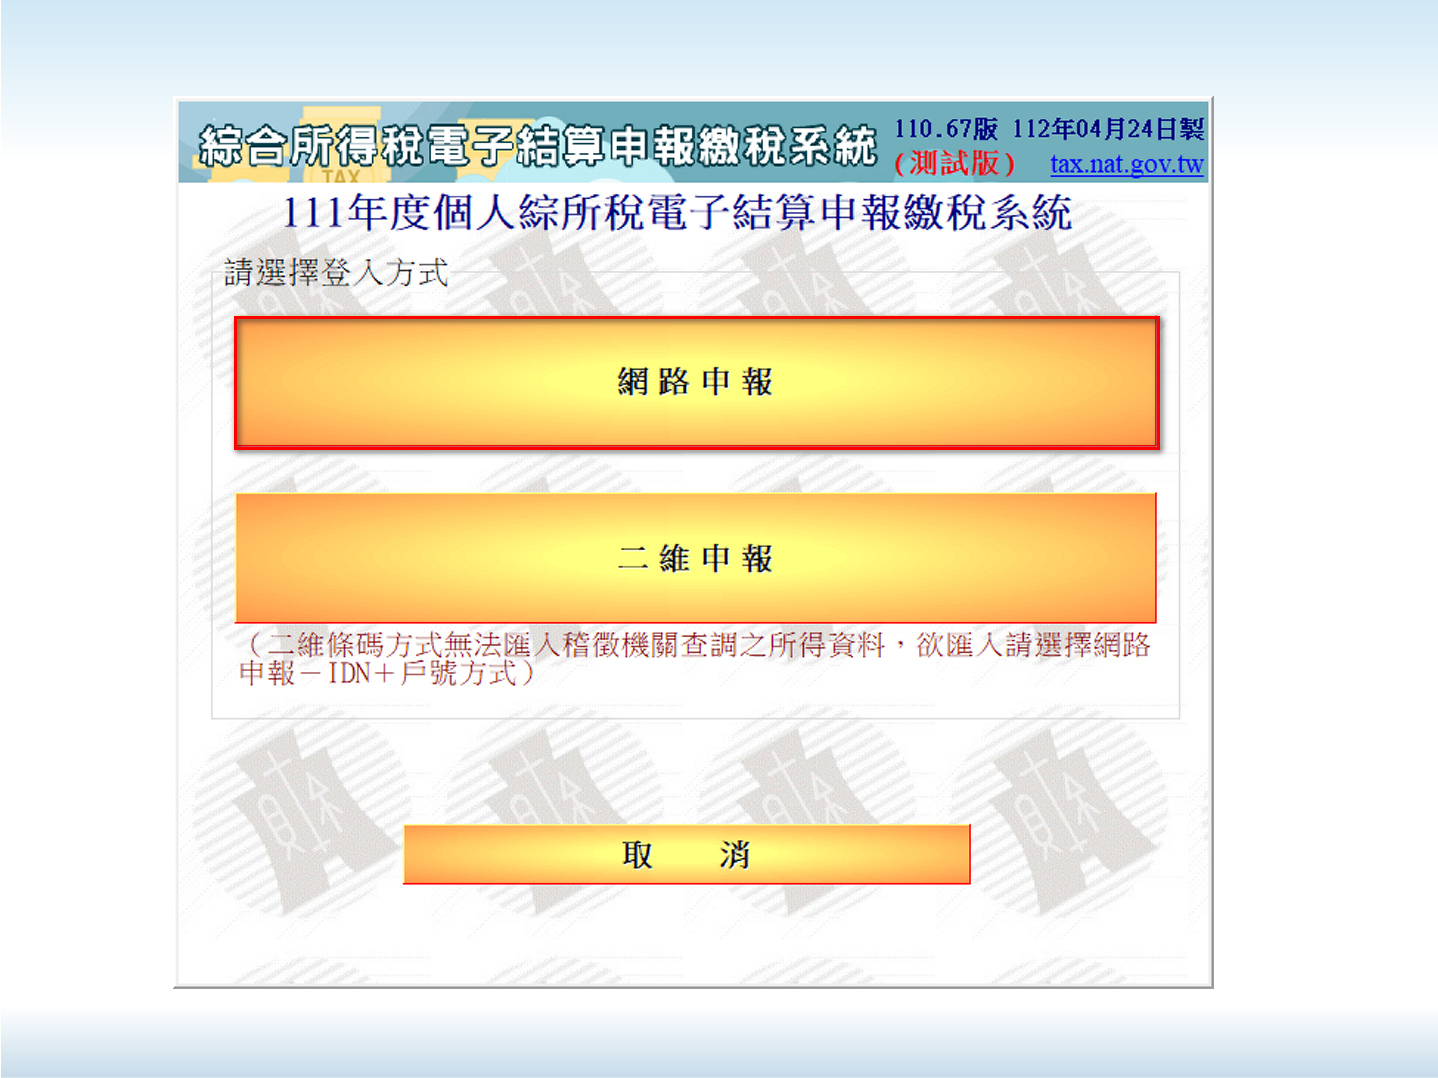 綜合所得稅電子結算申報繳稅系統
110.67版 112年04月24日製
(測試版) tax.nat.gov.tw
TAX
111年度個人綜所稅電子結算申報繳稅系統
請選擇登入方式
網路申報
二維申報
（二維條碼方式無法匯入稽徵機關查調之所得資料，欲匯入請選擇網路
申報－IDN＋戶號方式）
取 消